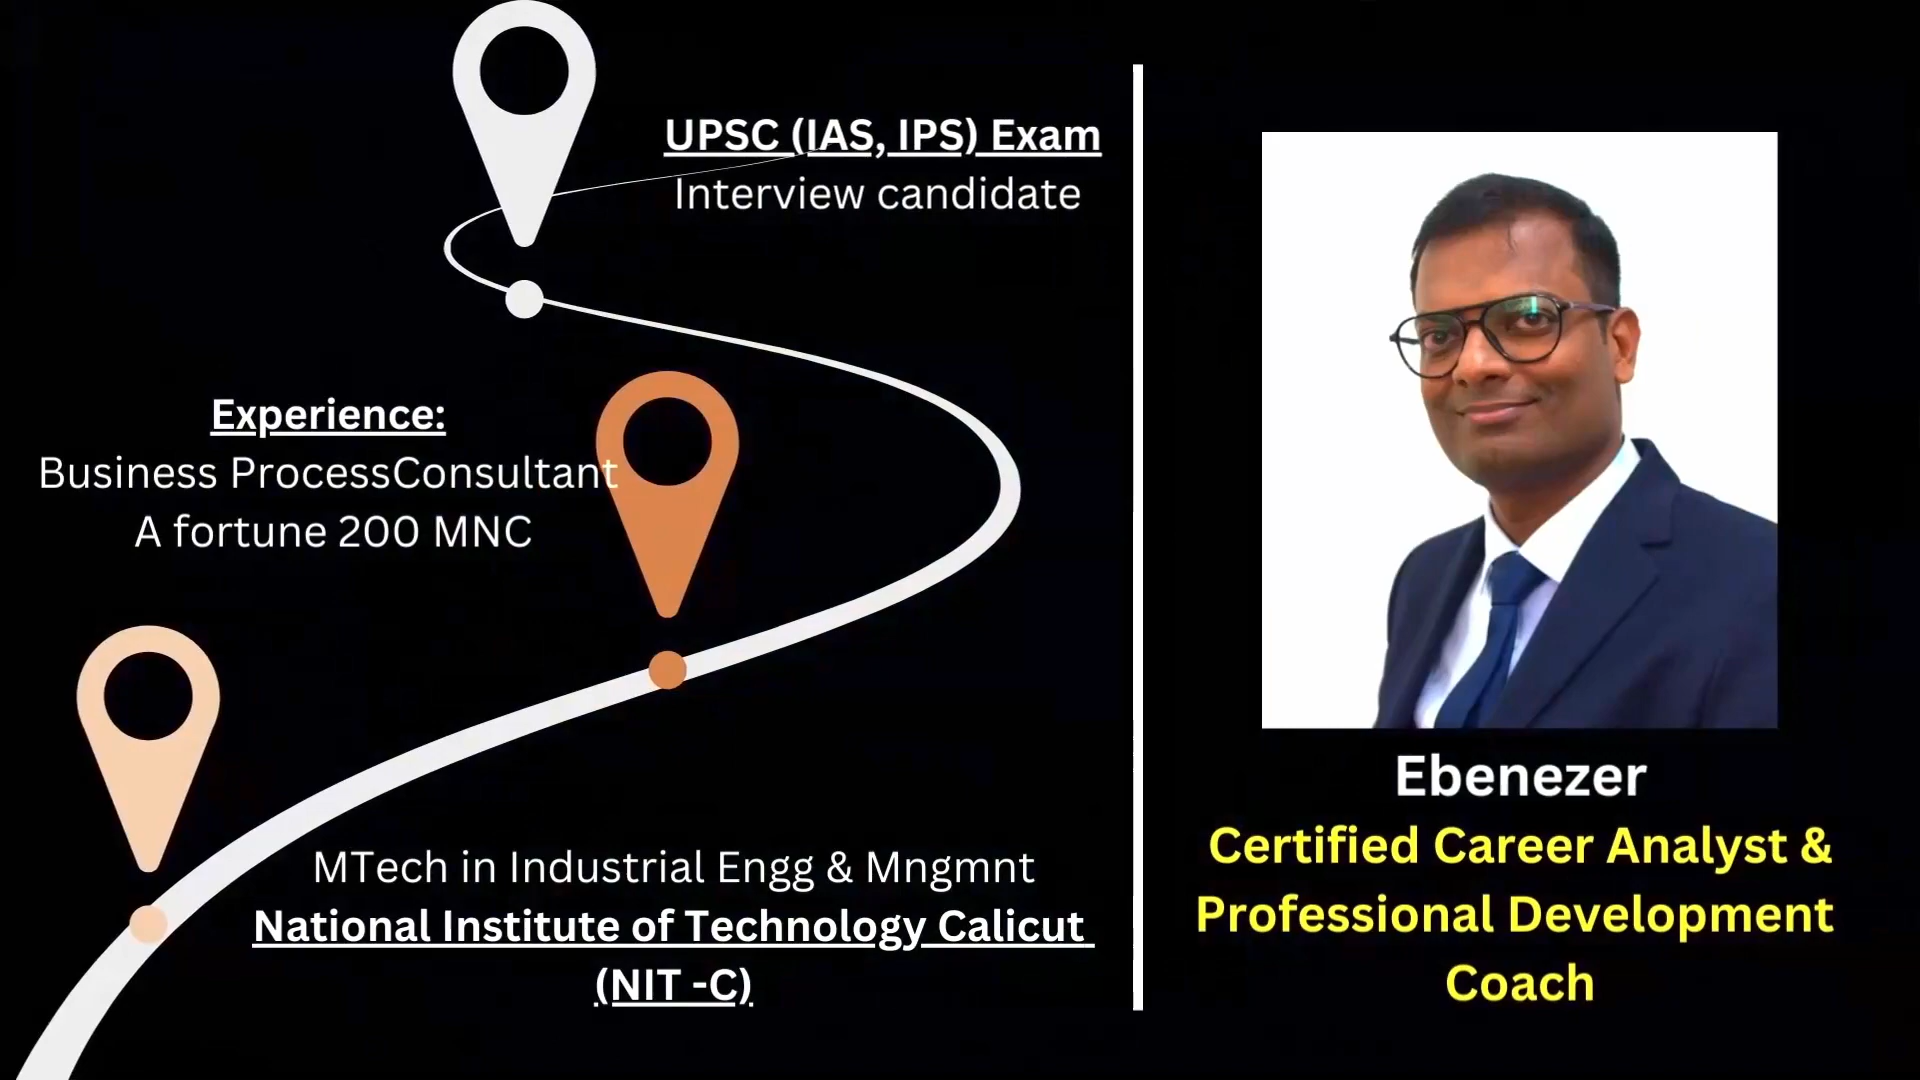 UPSC (IAS, IPS) Exam
Interview candidate
Experience:
Business ProcessConsultant
A fortune 200 MNC
MTech in Industrial Engg & Mngmnt
National Institute of Technology Calicut
(NIT -C)
Ebenezer
Certified Career Analyst &
Professional Development
Coach